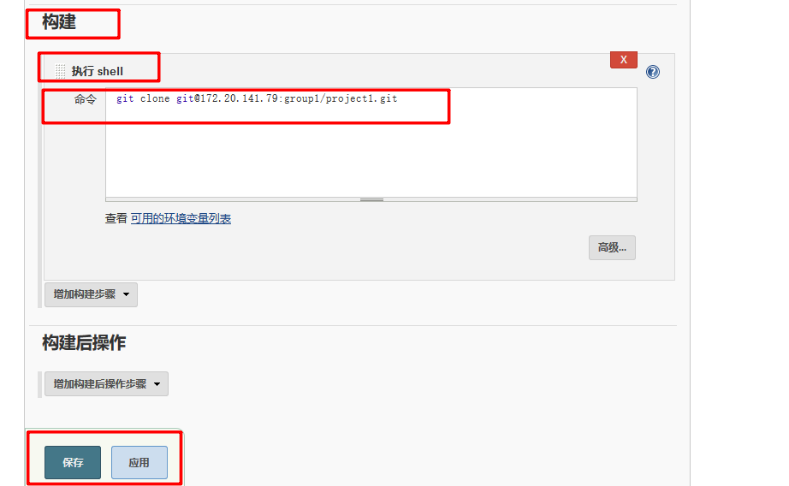 构建
执行 shell
X
命令
git clone git@172.20.141.79:group1/project1.git
查看 可用的环境变量列表
高级...
增加构建步骤
构建后操作
增加构建后操作步骤
保存
应用